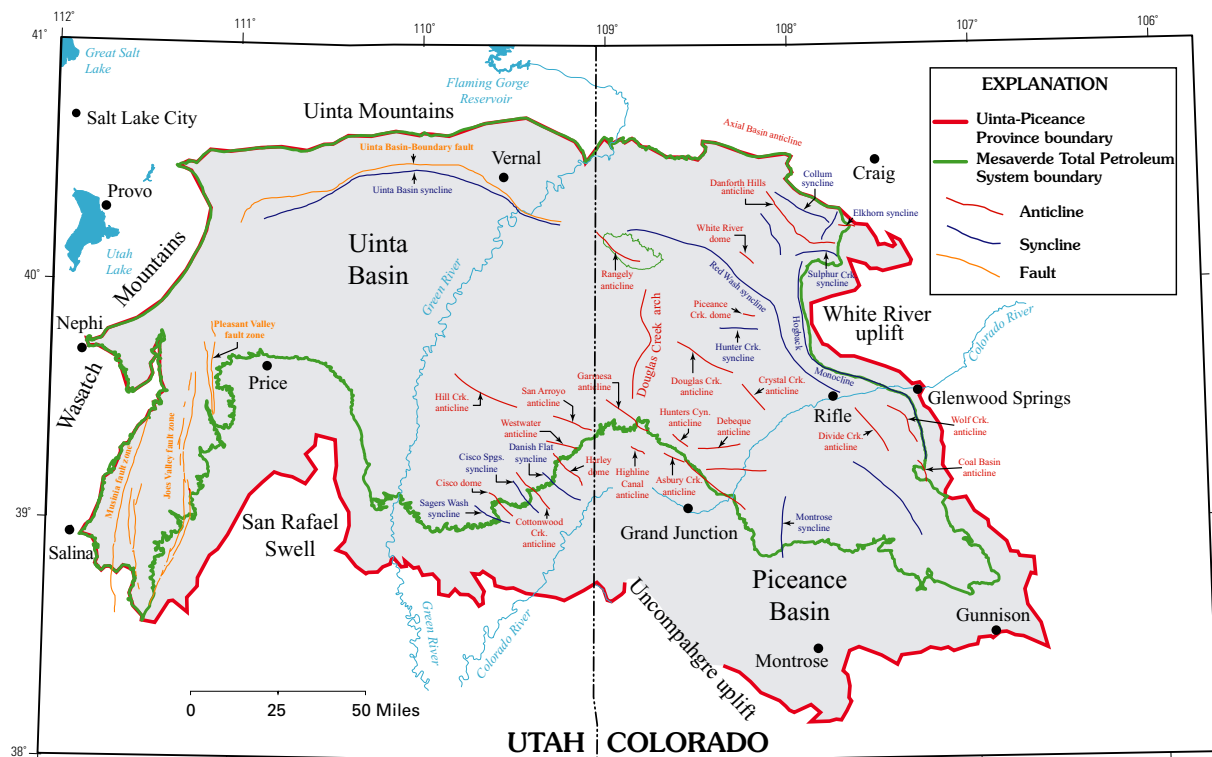 112˚
111˚
110˚
109˚
108˚
107˚
106˚
41˚
40˚
39˚
38˚
Great Salt
Lake
Salt Lake City
Provo
Utah
Lake
Uinta Mountains
Flaming Gorge
Reservoir
Uinta Basin-Boundary fault
Uinta Basin syncline
Vernal
Uinta
Basin
Green River
Axial Basin anticline
Craig
Danforth Hills
anticline
Collum
syncline
Elkhorn syncline
White River
dome
Sulphur Crk.
syncline
Rangely
anticline
Red Wash syncline
Piceance
Crk. dome
Hunter Crk.
syncline
Hogback
Monocline
White River
uplift
Colorado River
EXPLANATION
Uinta-Piceance
Province boundary
Mesaverde Total Petroleum
System boundary
Anticline
Syncline
Fault
Wasatch
Mountains
Nephi
Pleasant Valley
fault zone
Price
Musinia fault zone
Joes Valley fault zone
Salina
San Rafael
Swell
Hill Crk.
anticline
San Arroyo
anticline
Garmesa
anticline
Douglas Creek arch
Douglas Crk.
anticline
Crystal Crk.
anticline
Rifle
Glenwood Springs
Westwater
anticline
Danish Flat
syncline
Cisco Spgs.
syncline
Cisco dome
Sagers Wash
syncline
Cottonwood
Crk.
anticline
Harley
dome
Highline
Canal
anticline
Hunters Cyn.
anticline
Debeque
anticline
Asbury Crk.
anticline
Divide Crk.
anticline
Wolf Crk.
anticline
Coal Basin
anticline
Grand Junction
Montrose
syncline
Piceance
Basin
Gunnison
Montrose
Uncompahgre uplift
Green River
Colorado River
0 25 50 Miles
UTAH COLORADO